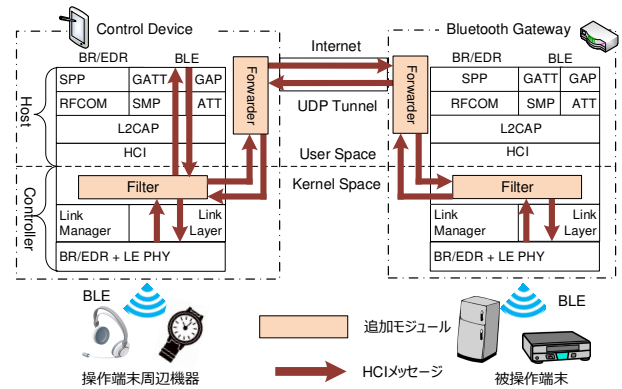 Control Device
Bluetooth Gateway
Internet
UDP Tunnel
User Space
Kernel Space
Host
Controller
BR/EDR
BLE
SPP
GATT
GAP
RFCOM
SMP
ATT
L2CAP
HCI
Filter
Forwarder
Link
Manager
Link
Layer
BR/EDR + LE PHY
BLE
操作端末周辺機器
Forwarder
BR/EDR
BLE
SPP
GATT
GAP
RFCOM
SMP
ATT
L2CAP
HCI
Filter
Link
Manager
Link
Layer
BR/EDR + LE PHY
BLE
被操作端末
追加モジュール
HCIメッセージ